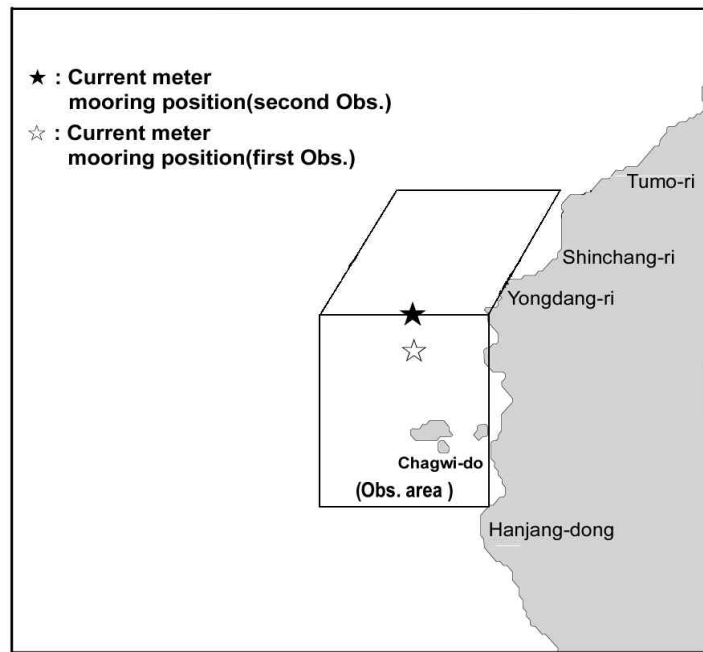 ★ : Current meter
mooring position(second Obs.)
☆ : Current meter
mooring position(first Obs.)
Tumo-ri
Shinchang-ri
Yongdang-ri
Chagwi-do
(Obs. area )
Hanjang-dong